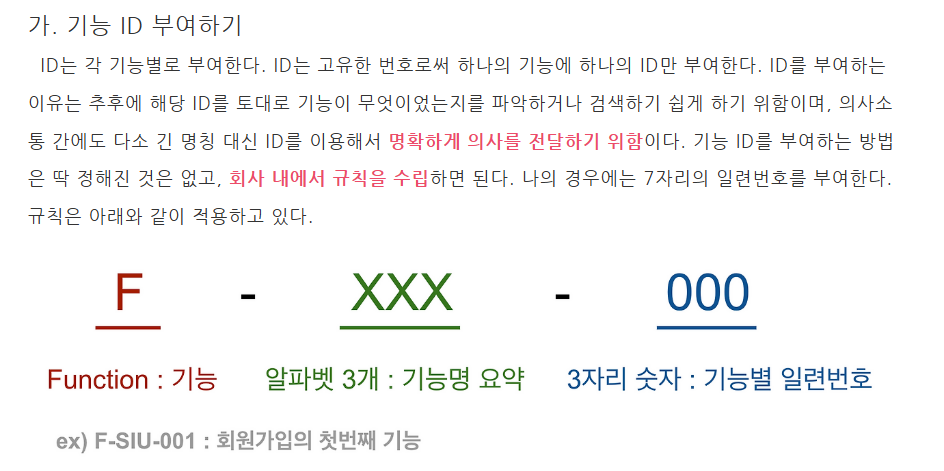 가. 기능 ID 부여하기
ID는 각 기능별로 부여한다. ID는 고유한 번호로써 하나의 기능에 하나의 ID만 부여한다. ID를 부여하는
이유는 추후에 해당 ID를 토대로 기능이 무엇이었는지를 파악하거나 검색하기 쉽게 하기 위함이며, 의사소
통 간에도 다소 긴 명칭 대신 ID를 이용해서 명확하게 의사를 전달하기 위함이다. 기능 ID를 부여하는 방법
은 딱 정해진 것은 없고, 회사 내에서 규칙을 수립하면 된다. 나의 경우에는 7자리의 일련번호를 부여한다.
규칙은 아래와 같이 적용하고 있다.
F - XXX - 000
Function : 기능 알파벳 3개 : 기능명 요약 3자리 숫자 : 기능별 일련번호
ex) F-SIU-001 : 회원가입의 첫번째 기능